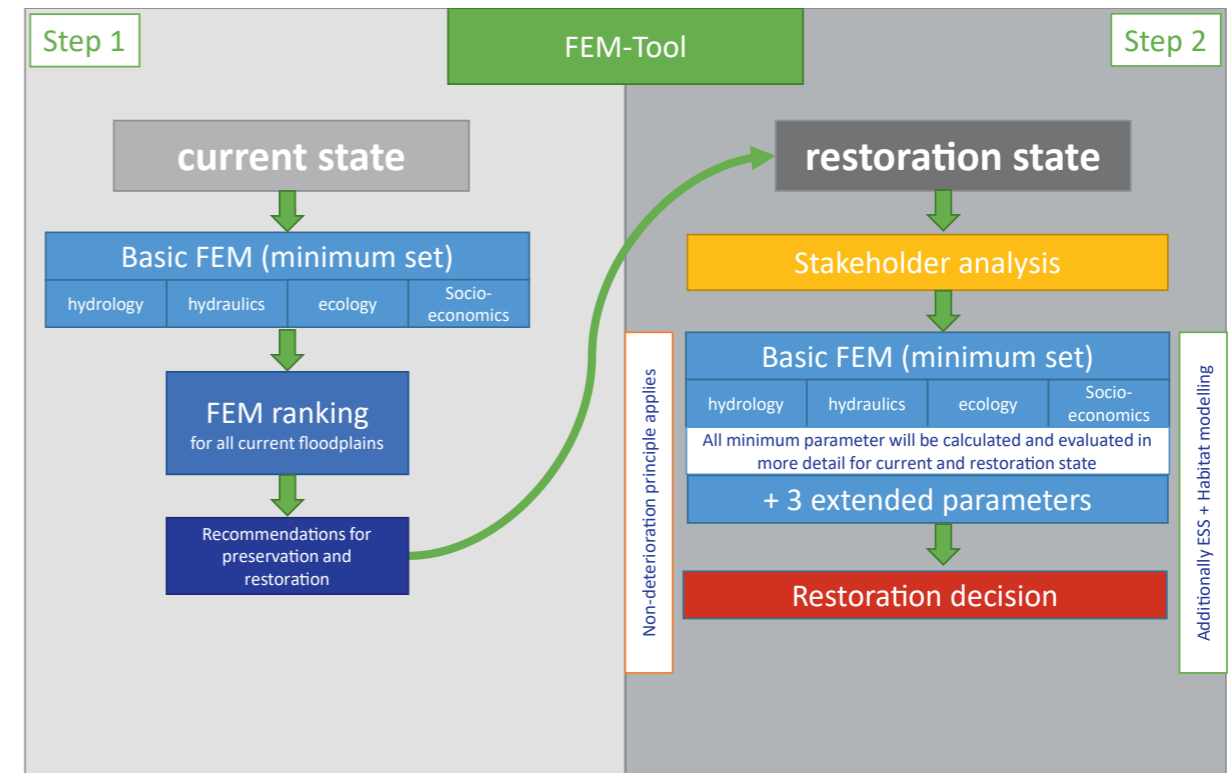 Step 1
FEM-Tool
Step 2
current state
Basic FEM (minimum set)
hydrology
hydraulics
ecology
Socio-
economics
FEM ranking
for all current floodplains
Recommendations for
preservation and
restoration
restoration state
Stakeholder analysis
Non-deterioration principle applies
Basic FEM (minimum set)
hydrology
hydraulics
ecology
Socio-
economics
All minimum parameter will be calculated and evaluated in
more detail for current and restoration state
+ 3 extended parameters
Restoration decision
Additionally ESS + Habitat modelling